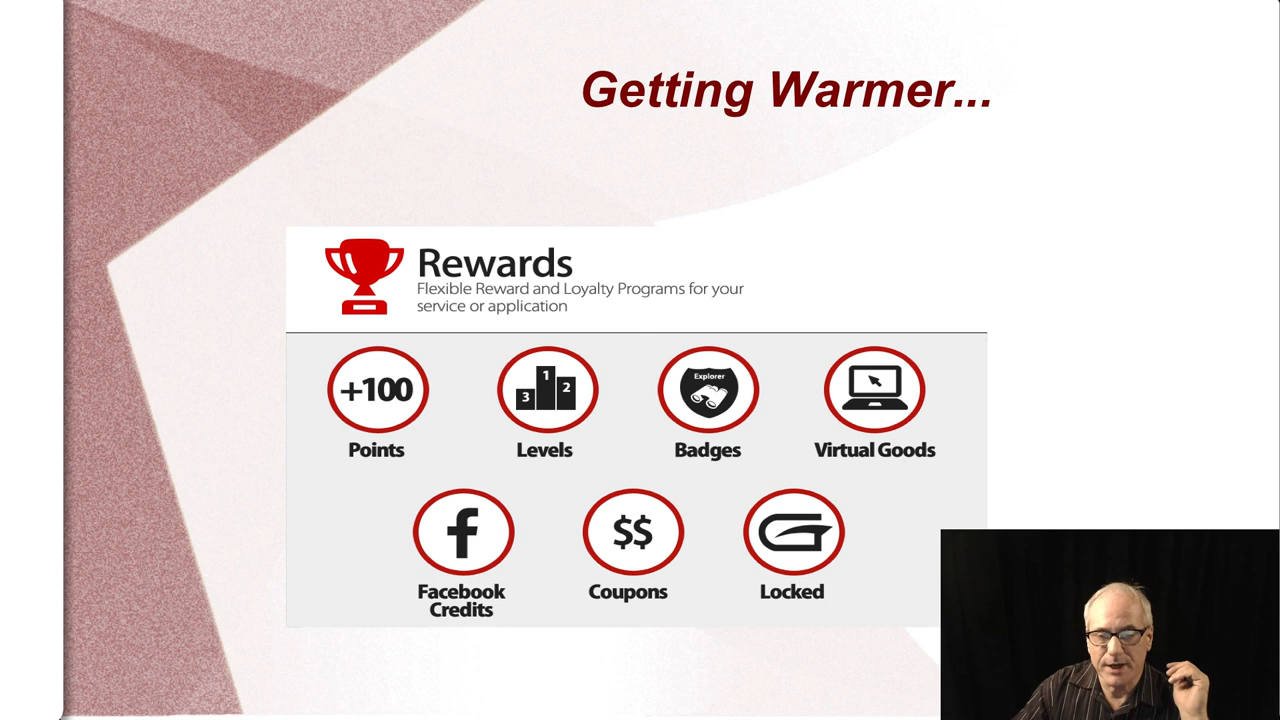 Getting Warmer...
Rewards
Flexible Reward and Loyalty Programs for your
service or application
+100
1
2
3
Explorer
Points
Levels
Badges
Virtual Goods
f
$$
G
Facebook
Credits
Coupons
Locked